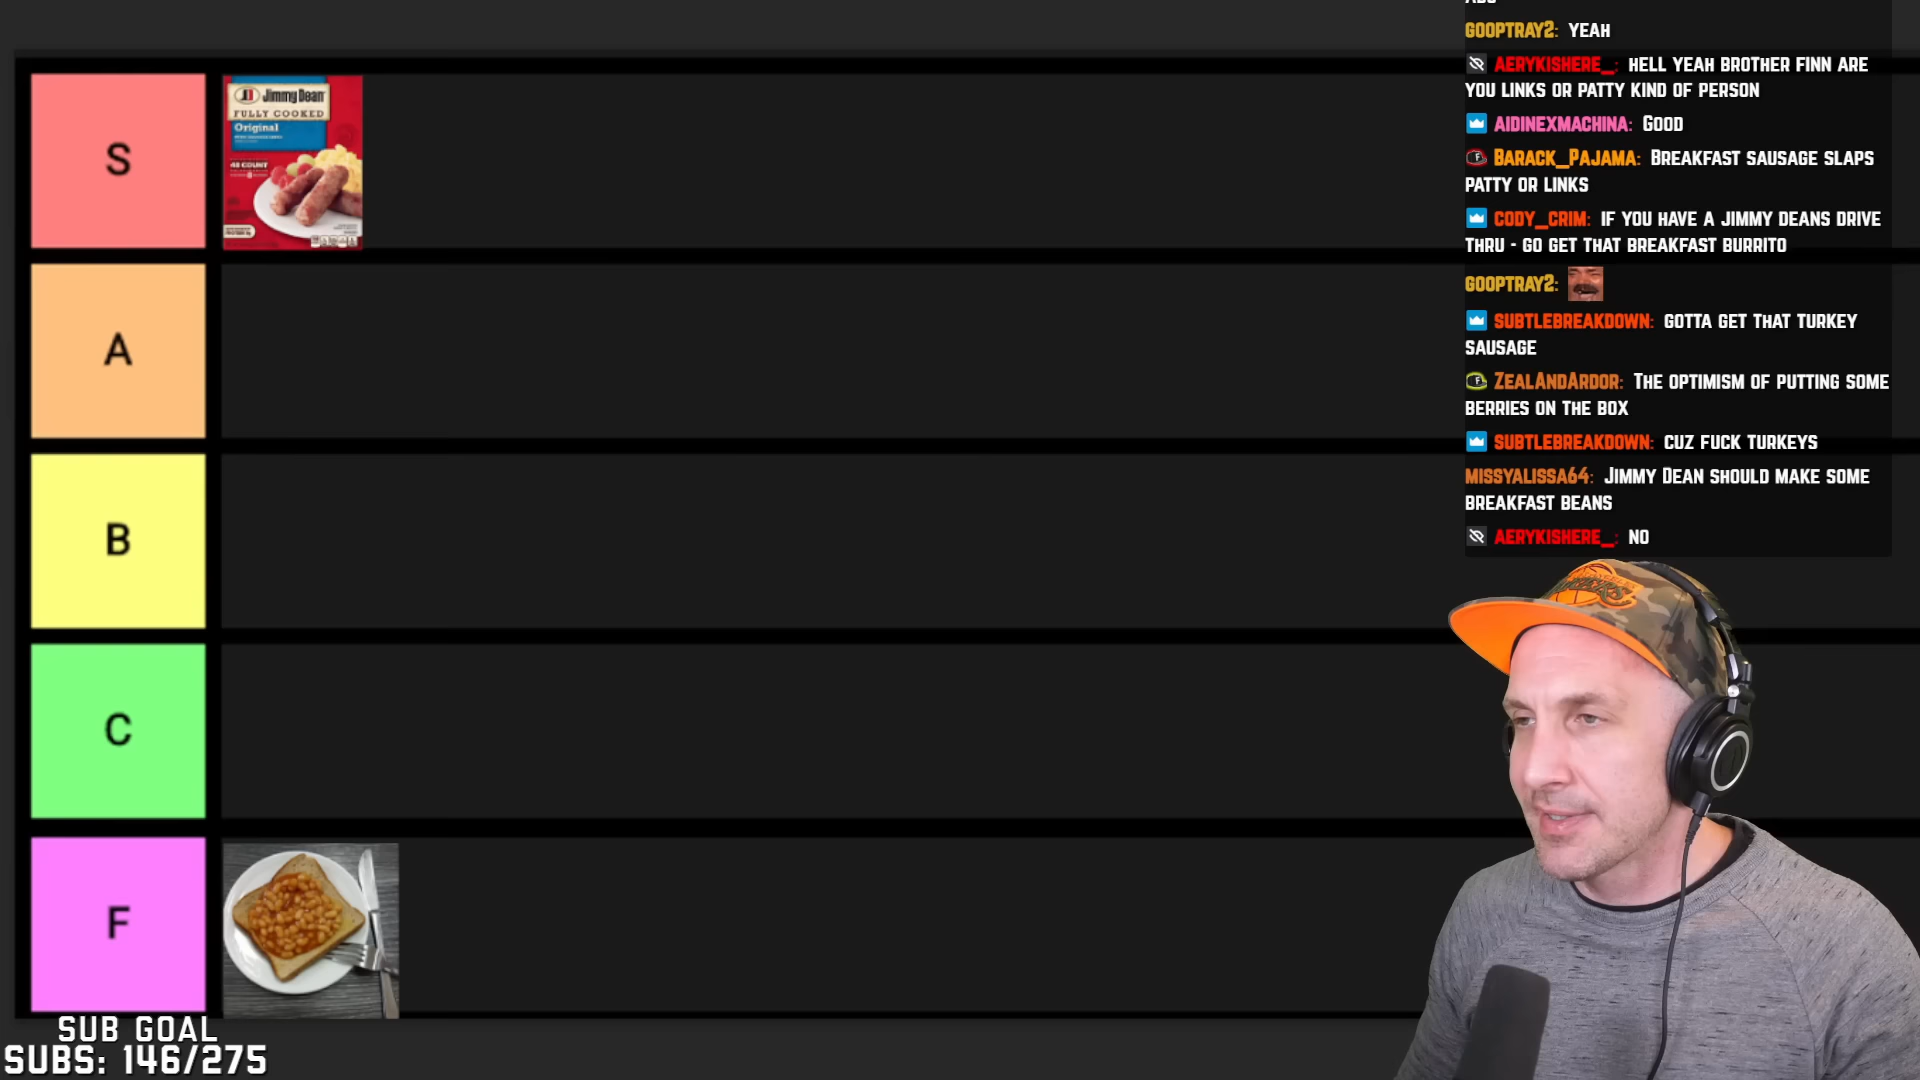 S
Jimmy Dean
FULLY COOKED
Original
48 COUNT
A
B
C
F
SUB GOAL
SUBS: 146/275
GOOPTRAY2: YEAH
AERYKISHERE_: HELL YEAH BROTHER FINN ARE
YOU LINKS OR PATTY KIND OF PERSON
AIDINEXMACHINA: GOOD
BARACK_PAJAMA: BREAKFAST SAUSAGE SLAPS
PATTY OR LINKS
CODY_CRIM: IF YOU HAVE A JIMMY DEANS DRIVE
THRU - GO GET THAT BREAKFAST BURRITO
GOOPTRAY2:
SUBTLEBREAKDOWN: GOTTA GET THAT TURKEY
SAUSAGE
ZEALANDARDOR: THE OPTIMISM OF PUTTING SOME
BERRIES ON THE BOX
SUBTLEBREAKDOWN: CUZ FUCK TURKEYS
MISSYALISSA64: JIMMY DEAN SHOULD MAKE SOME
BREAKFAST BEANS
AERYKISHERE_: NO